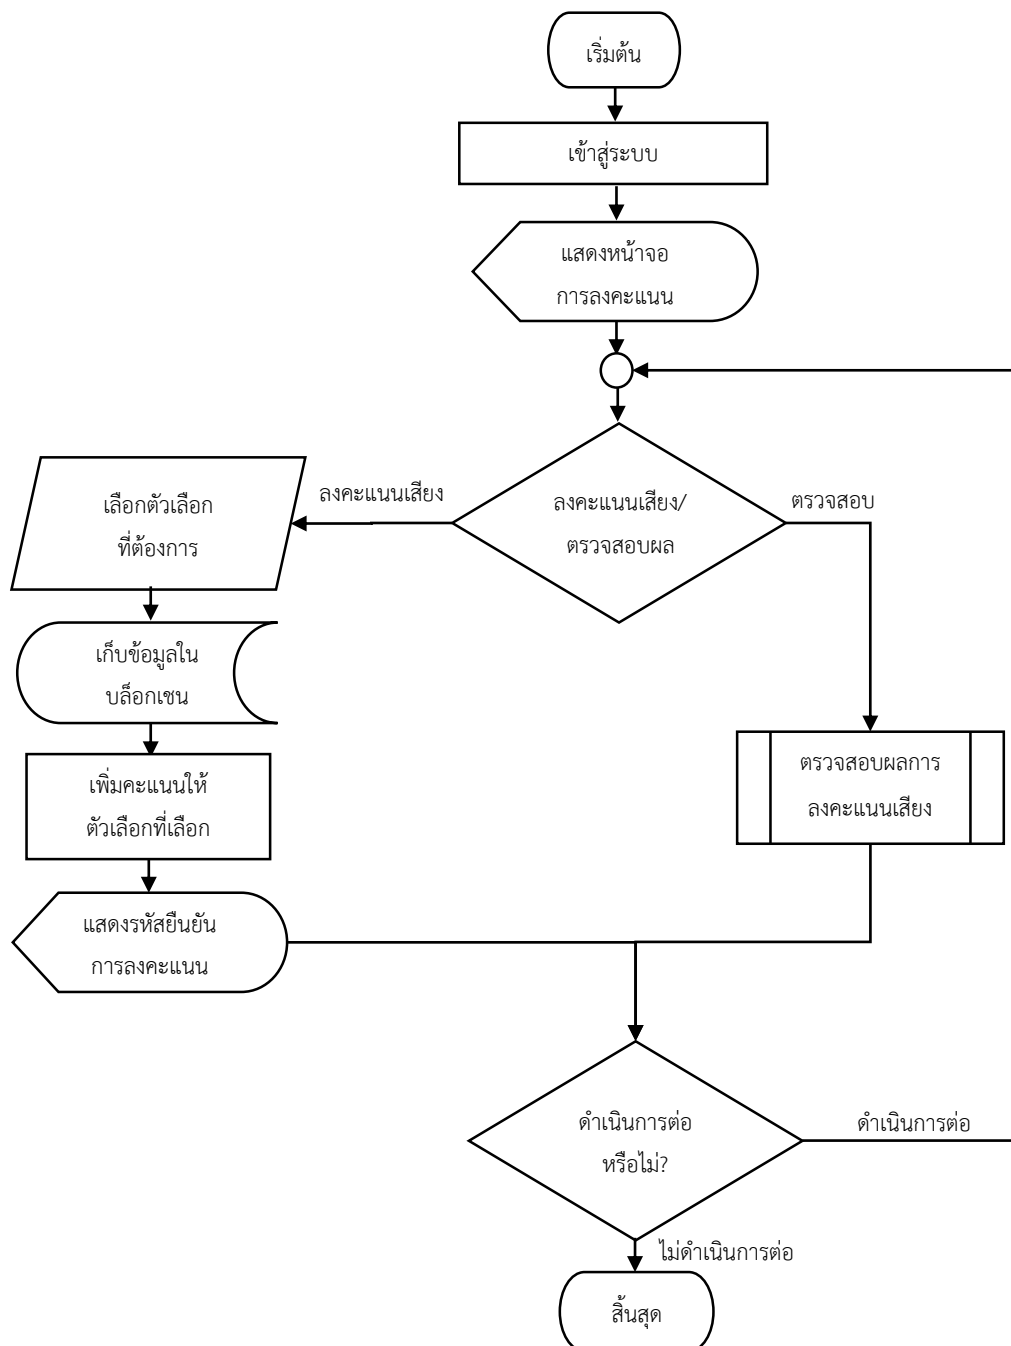 เริ่มต้น
เข้าสู่ระบบ
แสดงหน้าจอ
การลงคะแนน
ลงคะแนนเสียง/
ตรวจสอบผล
ลงคะแนนเสียง
ตรวจสอบ
เลือกตัวเลือก
ที่ต้องการ
เก็บข้อมูลใน
บล็อกเชน
เพิ่มคะแนนให้
ตัวเลือกที่เลือก
แสดงรหัสยืนยัน
การลงคะแนน
ตรวจสอบผลการ
ลงคะแนนเสียง
ดำเนินการต่อ
หรือไม่?
ดำเนินการต่อ
ไม่ดำเนินการต่อ
สิ้นสุด